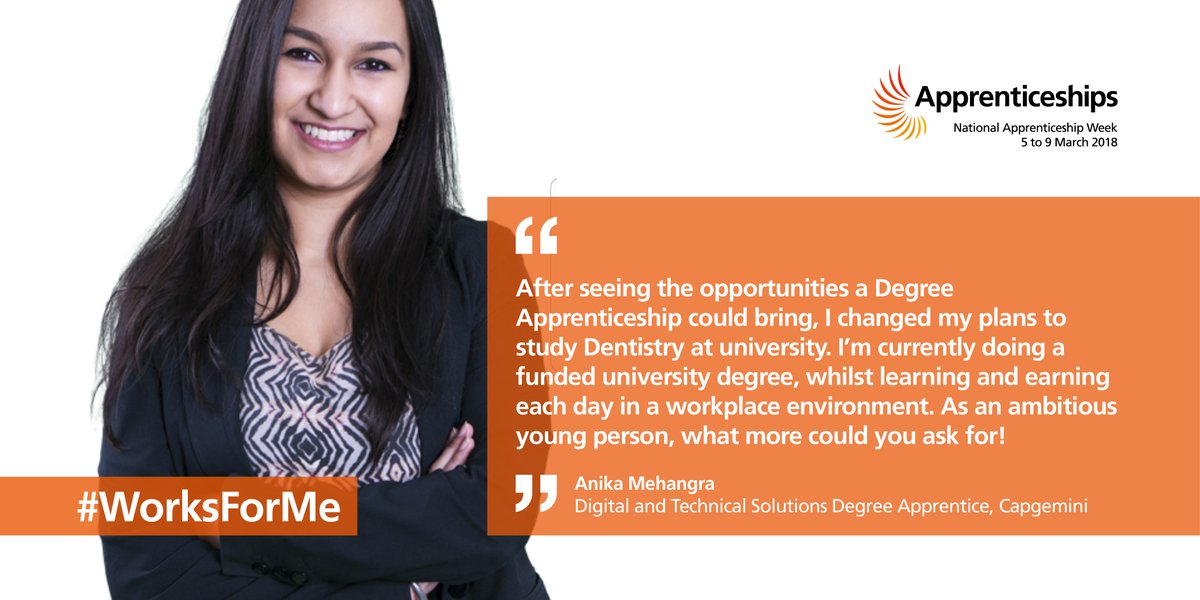 Apprenticeships
National Apprenticeship Week
5 to 9 March 2018
“
After seeing the opportunities a Degree
Apprenticeship could bring, I changed my plans to
study Dentistry at university. I’m currently doing a
funded university degree, whilst learning and earning
each day in a workplace environment. As an ambitious
young person, what more could you ask for!
”
Anika Mehangra
Digital and Technical Solutions Degree Apprentice, Capgemini
#WorksForMe